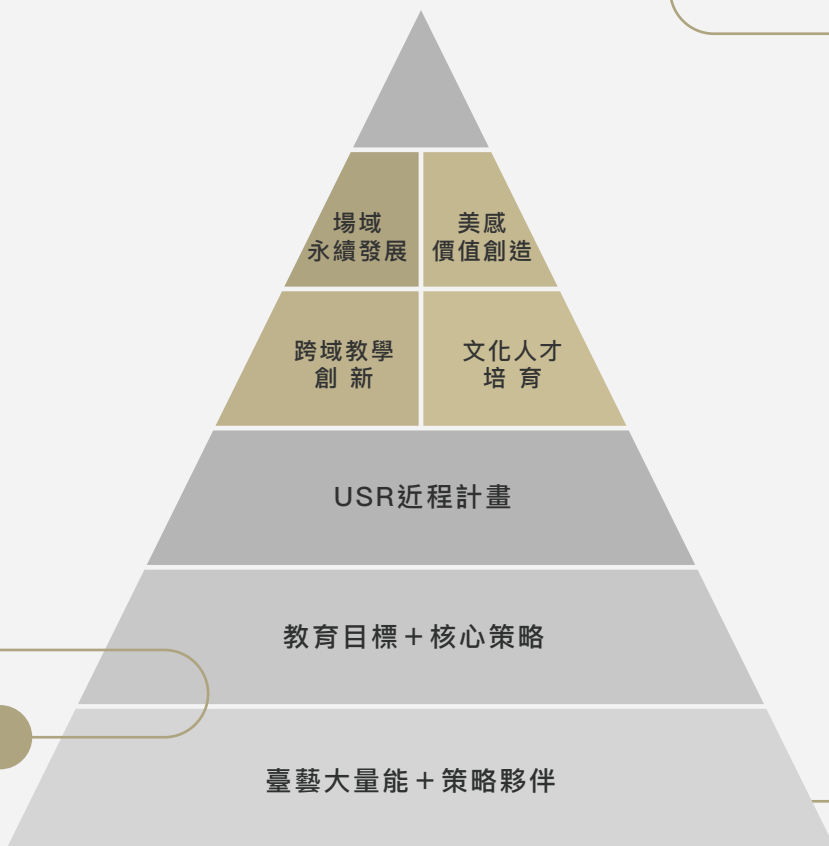 場域
永續發展
美感
價值創造
跨域教學
創 新
文化人才
培 育
USR近程計畫
教育目標＋核心策略
臺藝大量能＋策略夥伴